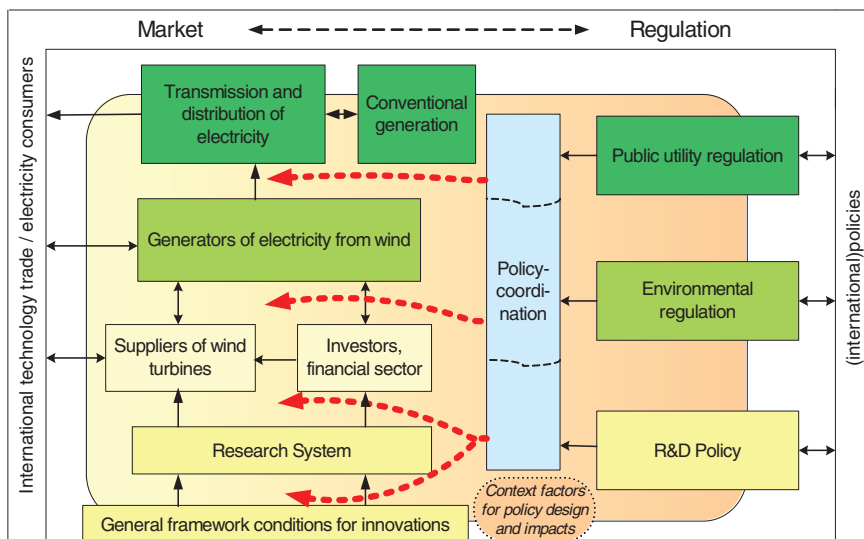 Market
Regulation
International technology trade / electricity consumers
(international)policies
Transmission and
distribution of
electricity
Conventional
generation
Public utility regulation
Generators of electricity from wind
Policy-
coordi-
nation
Environmental
regulation
Suppliers of wind
turbines
Investors,
financial sector
Research System
R&D Policy
Context factors
for policy design
and impacts
General framework conditions for innovations